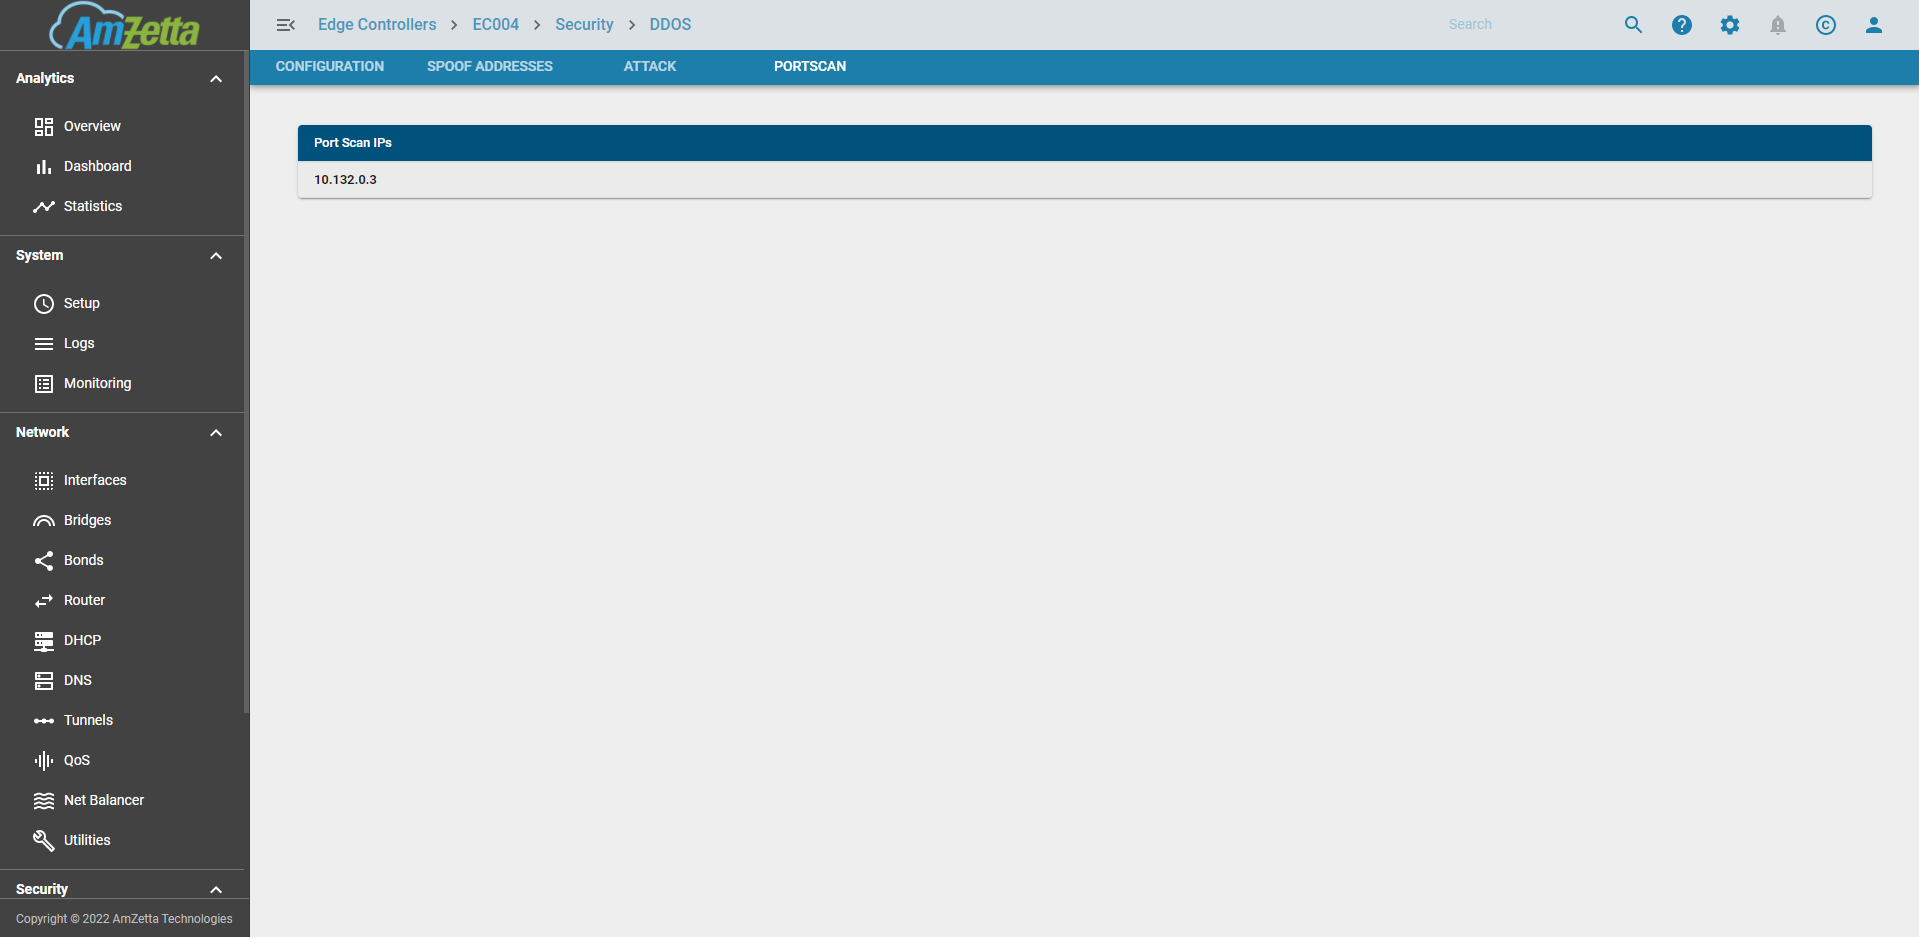 AmZetta
Edge Controllers > EC004 > Security > DDOS
Search
CONFIGURATION SPOOF ADDRESSES ATTACK PORTSCAN
Analytics
Overview
Dashboard
Statistics
System
Setup
Logs
Monitoring
Network
Interfaces
Bridges
Bonds
Router
DHCP
DNS
Tunnels
QoS
Net Balancer
Utilities
Security
Copyright © 2022 AmZetta Technologies
Port Scan IPs
10.132.0.3